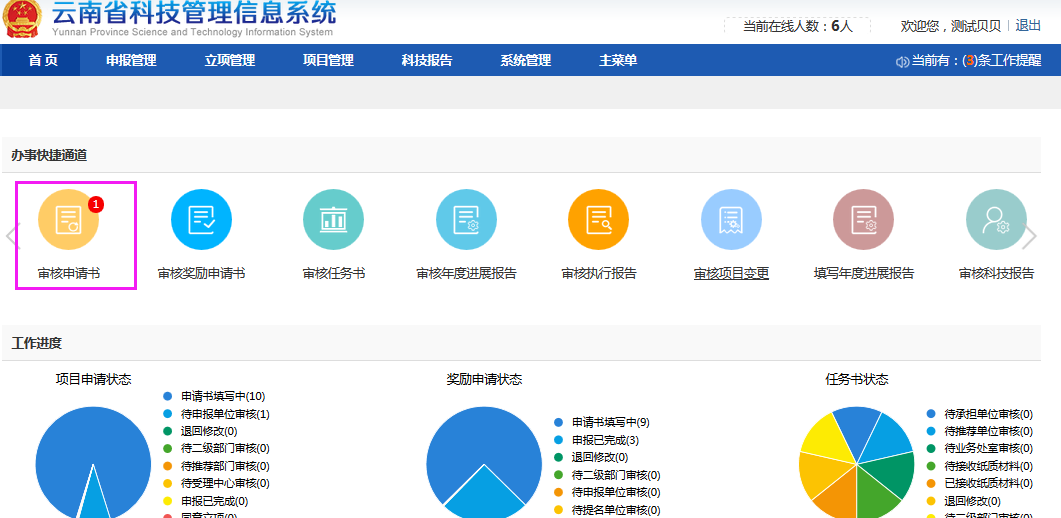 云南省科技管理信息系统
Yunnan Province Science and Technology Information System
当前在线人数：6人
欢迎您，测试贝贝 退出
首 页 申报管理 立项管理 项目管理 科技报告 系统管理 主菜单
当前有：(3)条工作提醒
办事快捷通道
1
审核申请书 审核奖励申请书 审核任务书 审核年度进展报告 审核执行报告 审核项目变更 填写年度进展报告 审核科技报告
工作进度
项目申请状态
申请书填写中(10)
待申报单位审核(1)
退回修改(0)
待二级部门审核(0)
待推荐部门审核(0)
待受理中心审核(0)
申报已完成(0)
同意立项(0)
奖励申请状态
申请书填写中(9)
申报已完成(3)
退回修改(0)
待二级部门审核(0)
待申报单位审核(0)
待提名单位审核(0)
任务书状态
待承担单位审核(0)
待推荐单位审核(0)
待业务处室审核(0)
待接收纸质材料(0)
已接收纸质材料(0)
退回修改(0)
待二级部门审核(0)